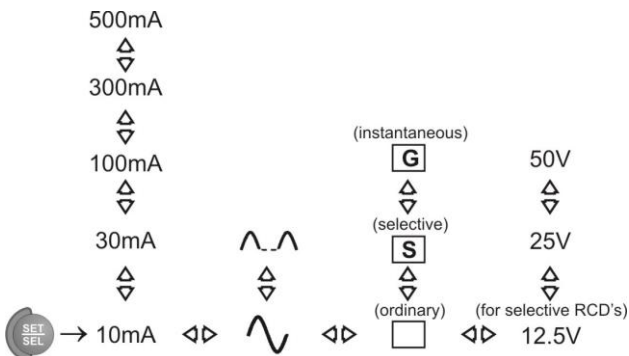 500mA
300mA
(instantaneous)
100mA G 50V
(selective)
30mA S 25V
(ordinary) (for selective RCD's)
SET
SEL
10mA 12.5V